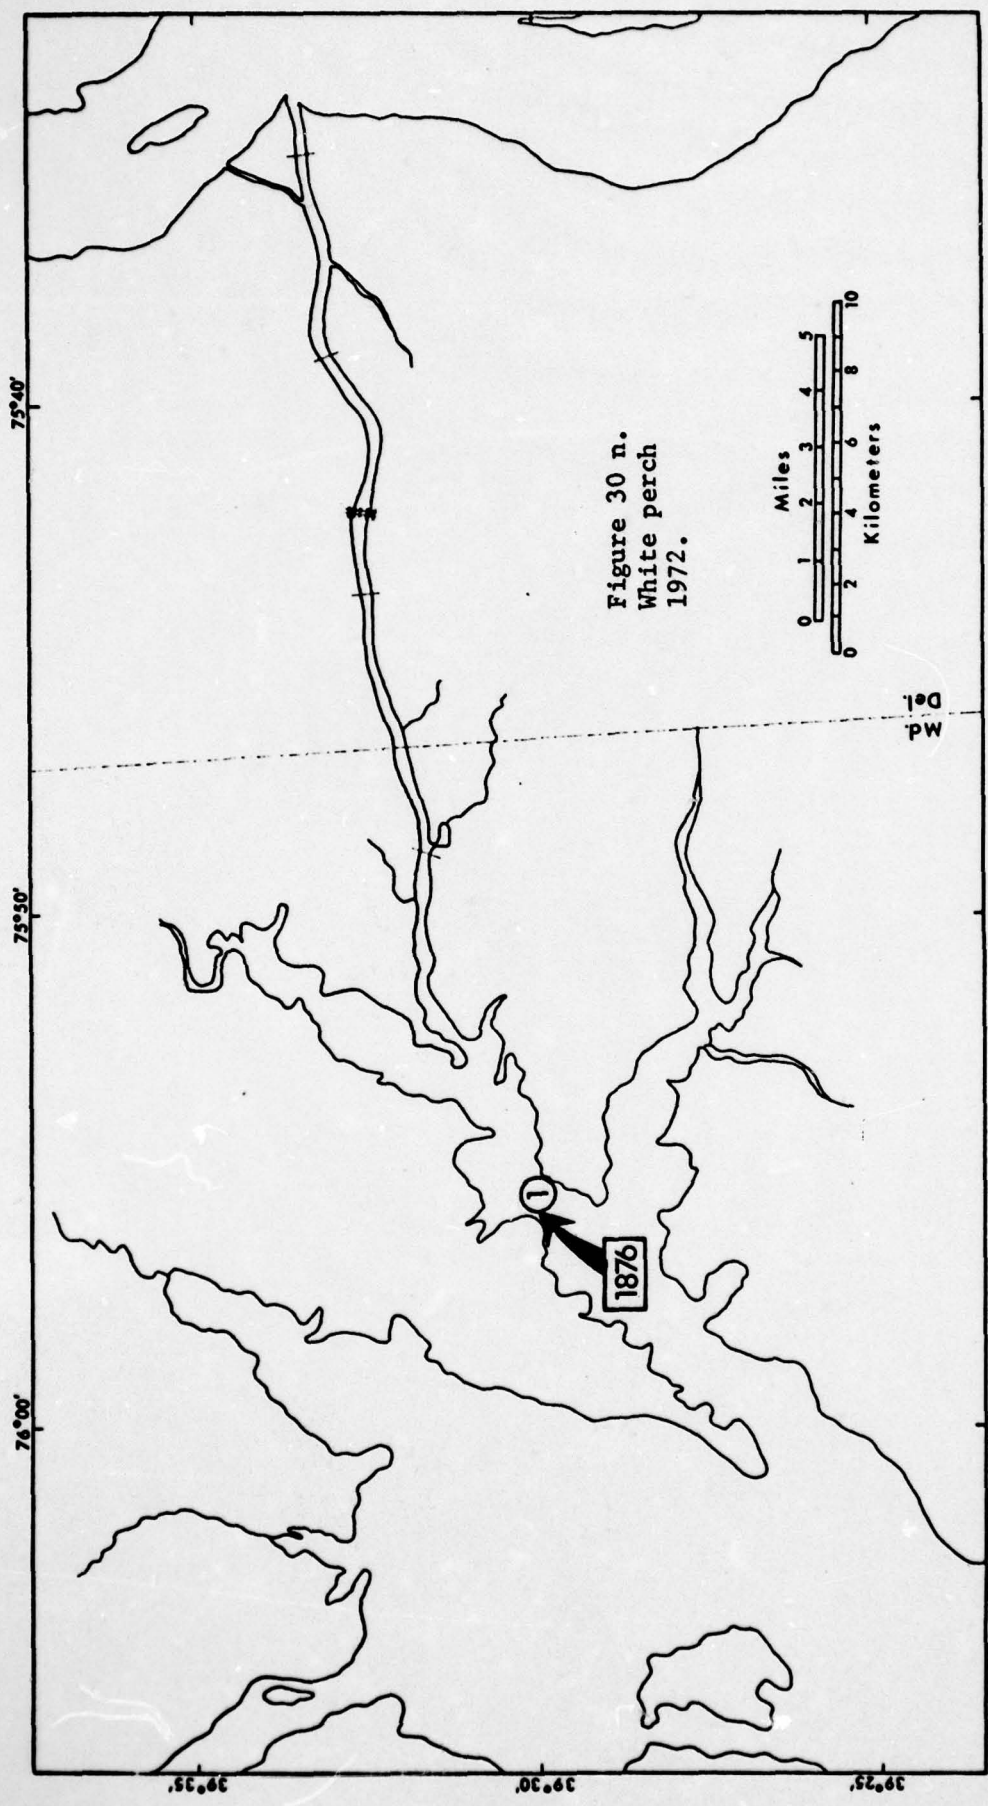 75°40'
75°50'
76°00'
39°35'
39°30'
39°25'
Md.
Del.
1
1876
Figure 30 n.
White perch
1972.
Miles
0 1 2 3 4 5
0 2 4 6 8 10
Kilometers